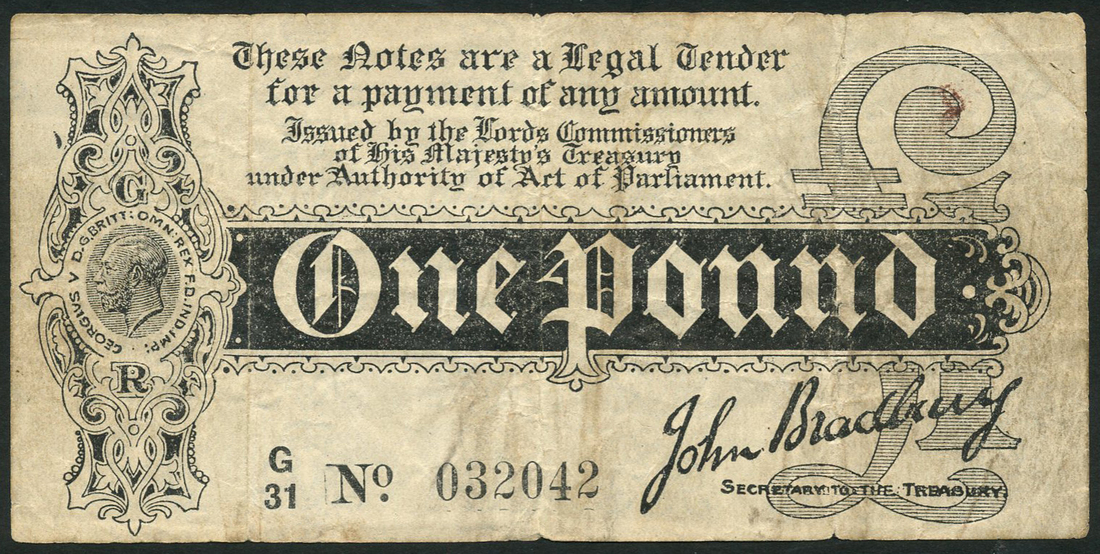 These Notes are a Legal Tender
for a payment of any amount.
Issued by the Lords Commissioners
of His Majesty's Treasury
under Authority of Act of Parliament.
£1
G
GEORGIUS V D.G.BRITT:OMN:REX F.D.IND:IMP:
R
One Pound
G
31
No. 032042
John Bradbury
SECRETARY TO THE TREASURY.
£1